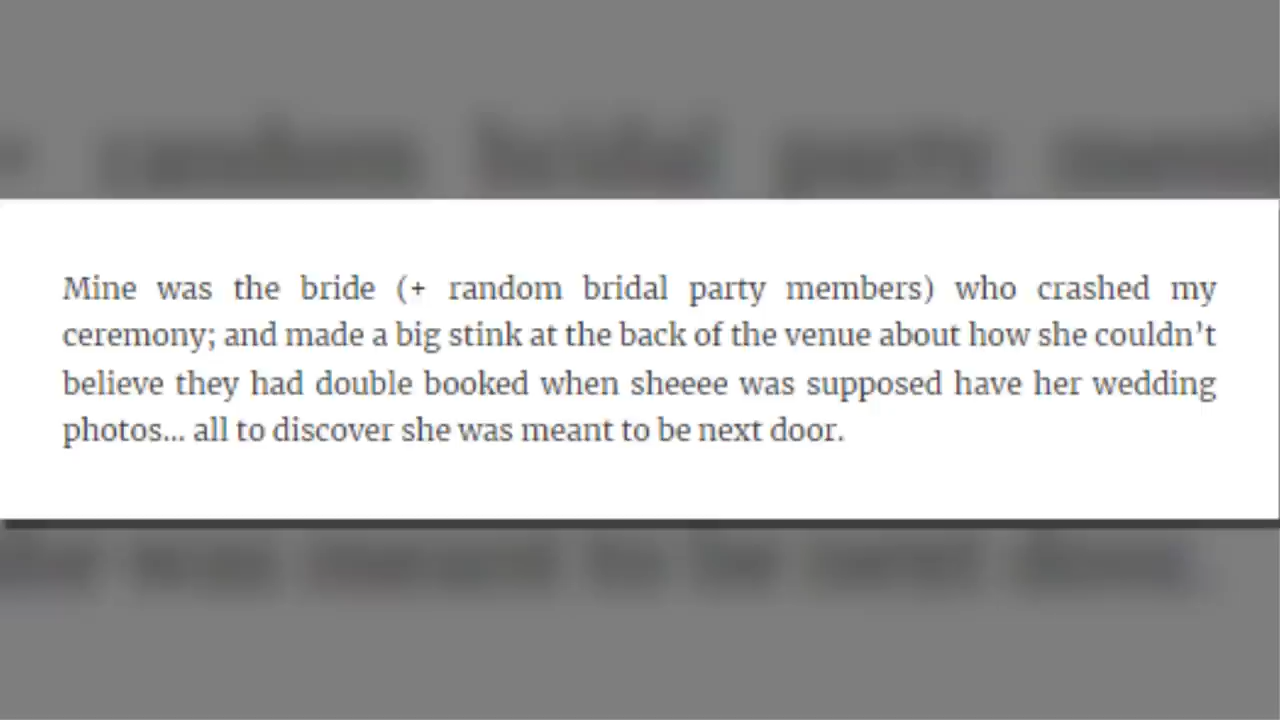 Mine was the bride (+ random bridal party members) who crashed my
ceremony; and made a big stink at the back of the venue about how she couldn’t
believe they had double booked when sheeee was supposed have her wedding
photos... all to discover she was meant to be next door.